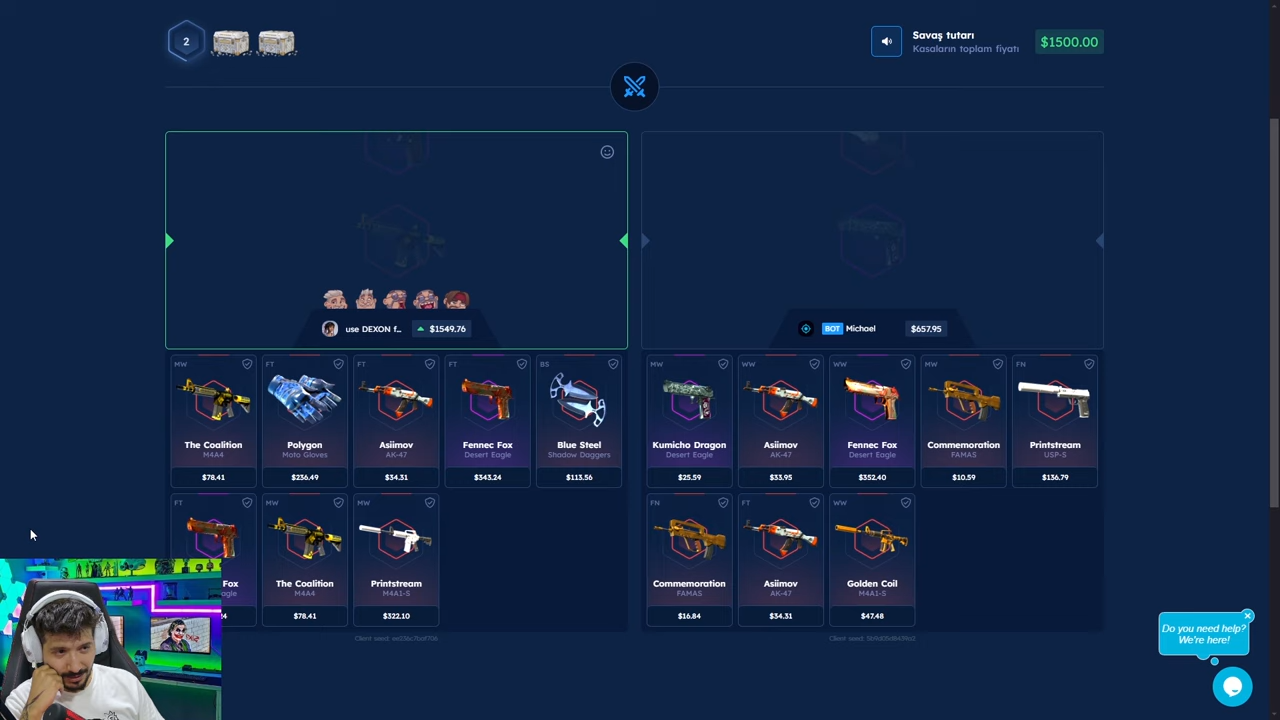 2
Savaş tutarı
Kasaların toplam fiyatı
$1500.00
use DEXON f... $1549.76
BOT Michael $657.95
MW FT FT FT BS
The Coalition Polygon Asiimov Fennec Fox Blue Steel
M4A4 Moto Gloves AK-47 Desert Eagle Shadow Daggers
$78.41 $236.49 $34.31 $343.24 $113.56
MW WW WW MW FN
Kumicho Dragon Asiimov Fennec Fox Commemoration Printstream
Desert Eagle AK-47 Desert Eagle FAMAS USP-S
$25.59 $33.95 $352.40 $10.59 $136.79
FT MW MW
Fox The Coalition Printstream
M4A4 M4A1-S
$78.41 $322.10
FN FT WW
Commemoration Asiimov Golden Coil
FAMAS AK-47 M4A1-S
$16.84 $34.31 $47.48
Client seed:
Client seed:
Do you need help?
We're here!